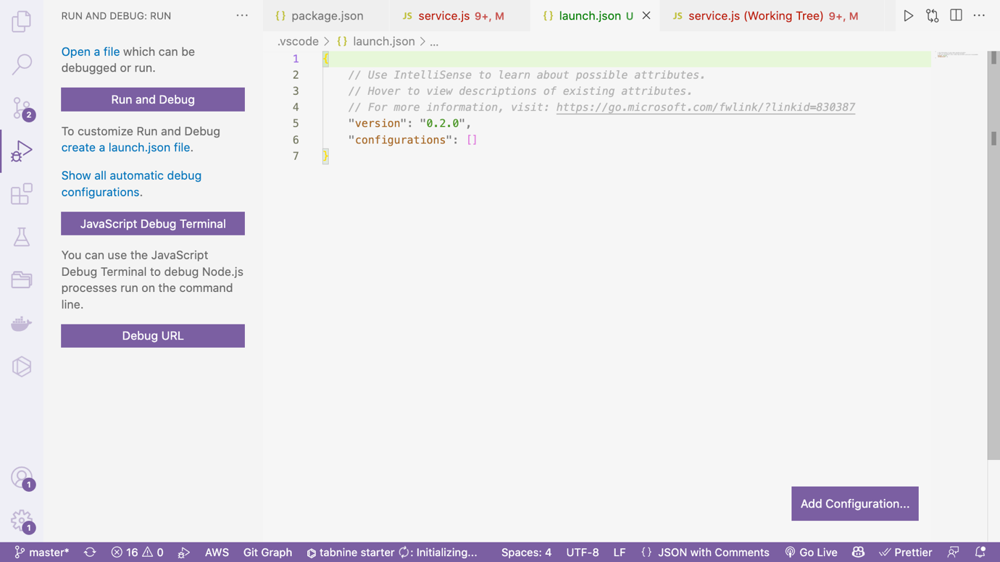 RUN AND DEBUG: RUN ...
{} package.json
JS service.js 9+, M
{} launch.json U
JS service.js (Working Tree) 9+, M
.vscode > {} launch.json > ...
Open a file which can be
debugged or run.
Run and Debug
To customize Run and Debug
create a launch.json file.
Show all automatic debug
configurations.
JavaScript Debug Terminal
You can use the JavaScript
Debug Terminal to debug Node.js
processes run on the command
line.
Debug URL
2
1
1
1 {
2 // Use IntelliSense to learn about possible attributes.
3 // Hover to view descriptions of existing attributes.
4 // For more information, visit: https://go.microsoft.com/fwlink/?linkid=830387
5 "version": "0.2.0",
6 "configurations": []
7 }
Add Configuration...
master* 16 0 AWS Git Graph tabnine starter : Initializing... Spaces: 4 UTF-8 LF {} JSON with Comments Go Live Prettier